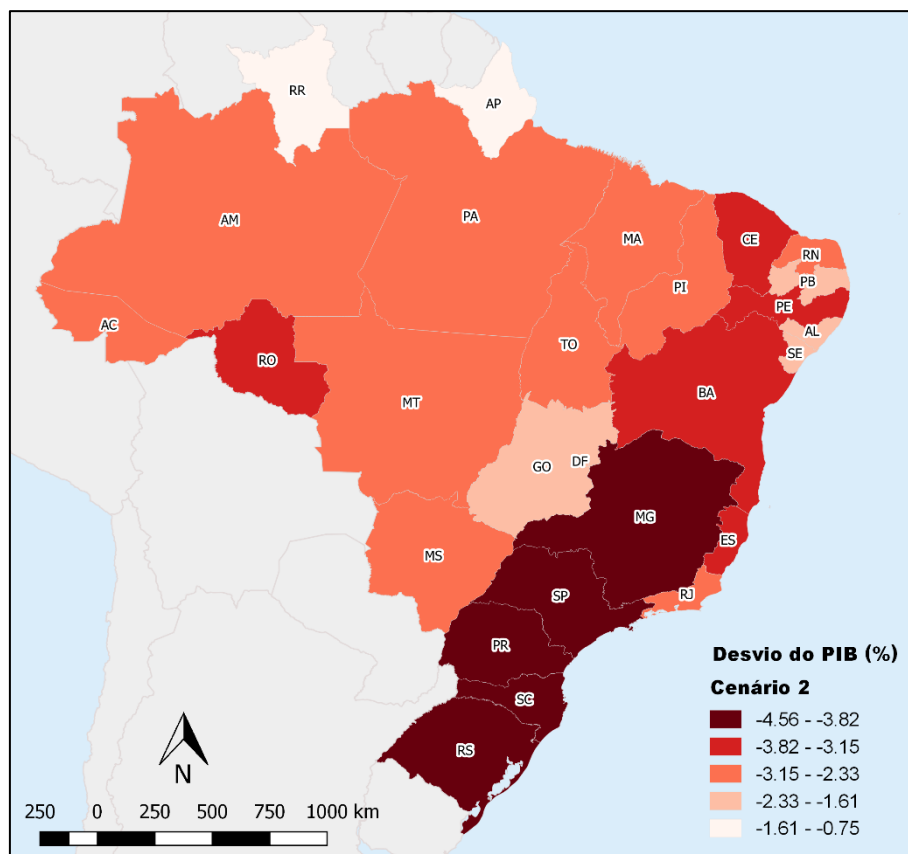 RR
AP
AM
PA
MA
CE
RN
PB
PI
PE
AC
AL
TO
SE
RO
BA
MT
GO
DF
MG
MS
ES
SP
RJ
PR
SC
RS
Desvio do PIB (%)
Cenário 2
-4.56 - -3.82
-3.82 - -3.15
-3.15 - -2.33
-2.33 - -1.61
-1.61 - -0.75
N
250 0 250 500 750 1000 km